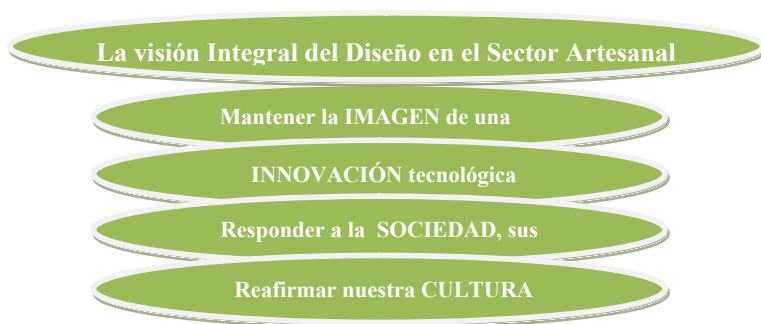 La visión Integral del Diseño en el Sector Artesanal
Mantener la IMAGEN de una
INNOVACIÓN tecnológica
Responder a la SOCIEDAD, sus
Reafirmar nuestra CULTURA